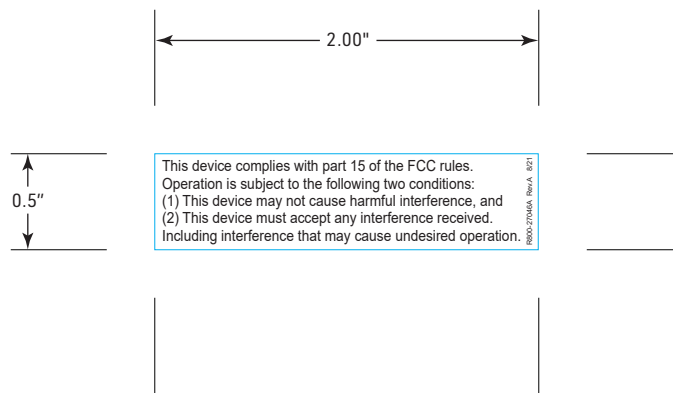 2.00"
0.5"
This device complies with part 15 of the FCC rules.
Operation is subject to the following two conditions:
(1) This device may not cause harmful interference, and
(2) This device must accept any interference received.
Including interference that may cause undesired operation.
R800-27046A Rev.A 8/21